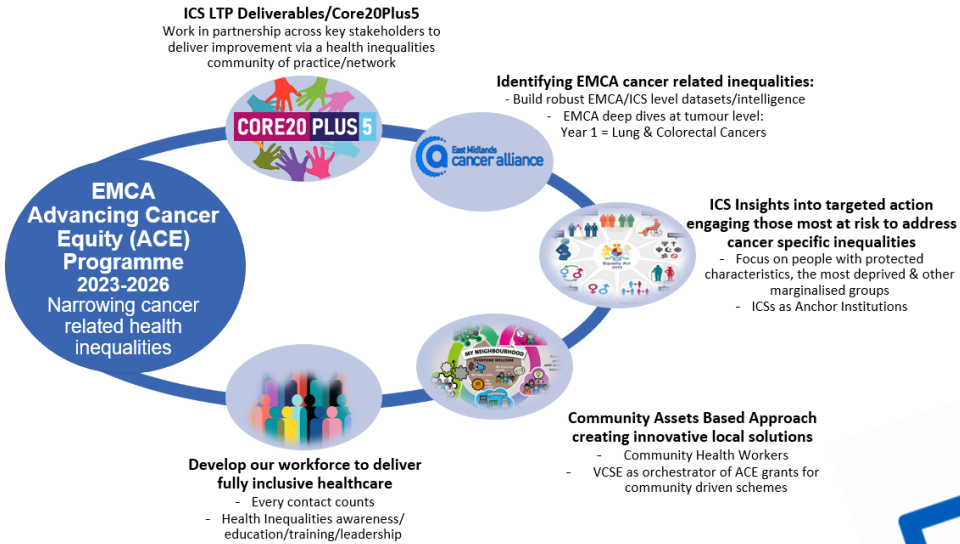 ICS LTP Deliverables/Core20Plus5
Work in partnership across key stakeholders to
deliver improvement via a health inequalities
community of practice/network
CORE20 PLUS 5
East Midlands
cancer alliance
Identifying EMCA cancer related inequalities:
- Build robust EMCA/ICS level datasets/intelligence
- EMCA deep dives at tumour level:
Year 1 = Lung & Colorectal Cancers
EMCA
Advancing Cancer
Equity (ACE)
Programme
2023-2026
Narrowing cancer
related health
inequalities
ICS Insights into targeted action
engaging those most at risk to address
cancer specific inequalities
- Focus on people with protected
characteristics, the most deprived & other
marginalised groups
- ICSs as Anchor Institutions
Equality Act
2010
MY NEIGHBOURHOOD
EVERYONE WELCOME
Community Assets Based Approach
creating innovative local solutions
- Community Health Workers
- VCSE as orchestrator of ACE grants for
community driven schemes
Develop our workforce to deliver
fully inclusive healthcare
- Every contact counts
- Health Inequalities awareness/
education/training/leadership